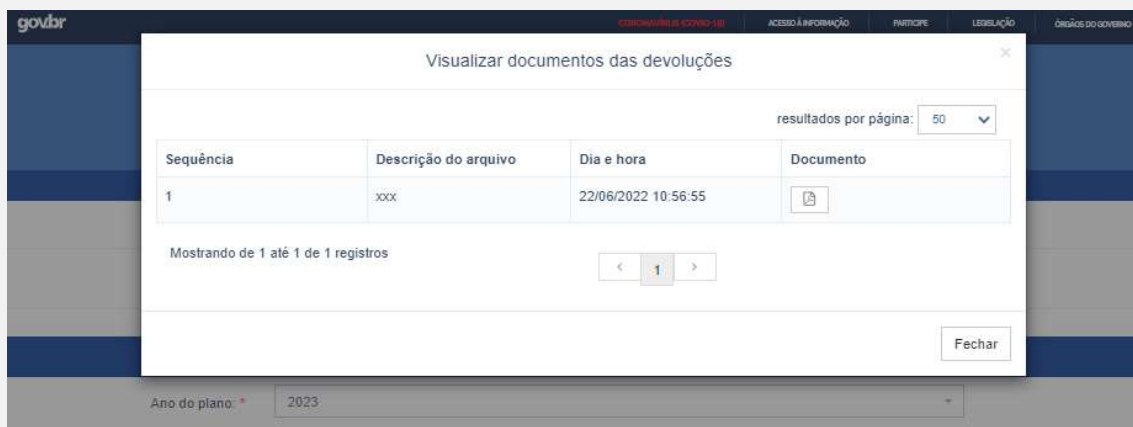 gov.br
CORONAVÍRUS (COVID-19) ACESSO À INFORMAÇÃO PARTICIPE LEGISLAÇÃO ÓRGÃOS DO GOVERNO
Visualizar documentos das devoluções ×
resultados por página: 50
Sequência Descrição do arquivo Dia e hora Documento
1 xxx 22/06/2022 10:56:55
Mostrando de 1 até 1 de 1 registros
‹ 1 ›
Fechar
Ano do plano: * 2023